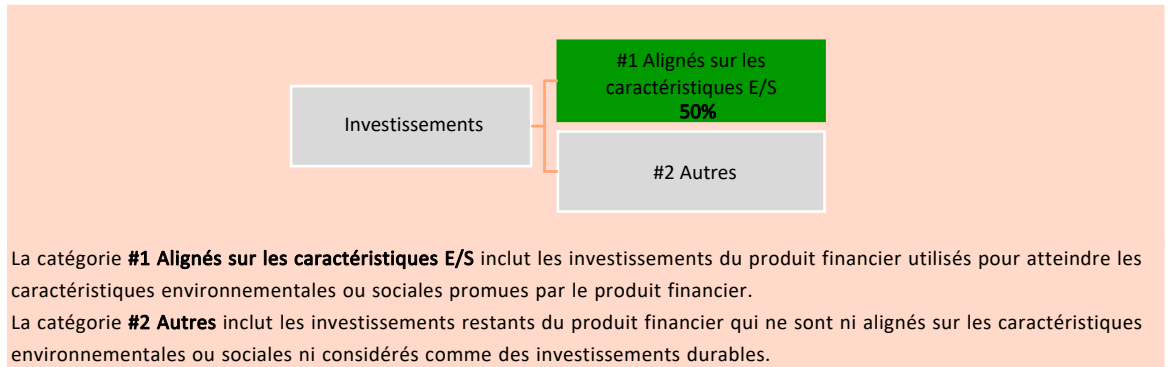 #1 Alignés sur les
caractéristiques E/S
50%
Investissements
#2 Autres
La catégorie #1 Alignés sur les caractéristiques E/S inclut les investissements du produit financier utilisés pour atteindre les
caractéristiques environnementales ou sociales promues par le produit financier.
La catégorie #2 Autres inclut les investissements restants du produit financier qui ne sont ni alignés sur les caractéristiques
environnementales ou sociales ni considérés comme des investissements durables.